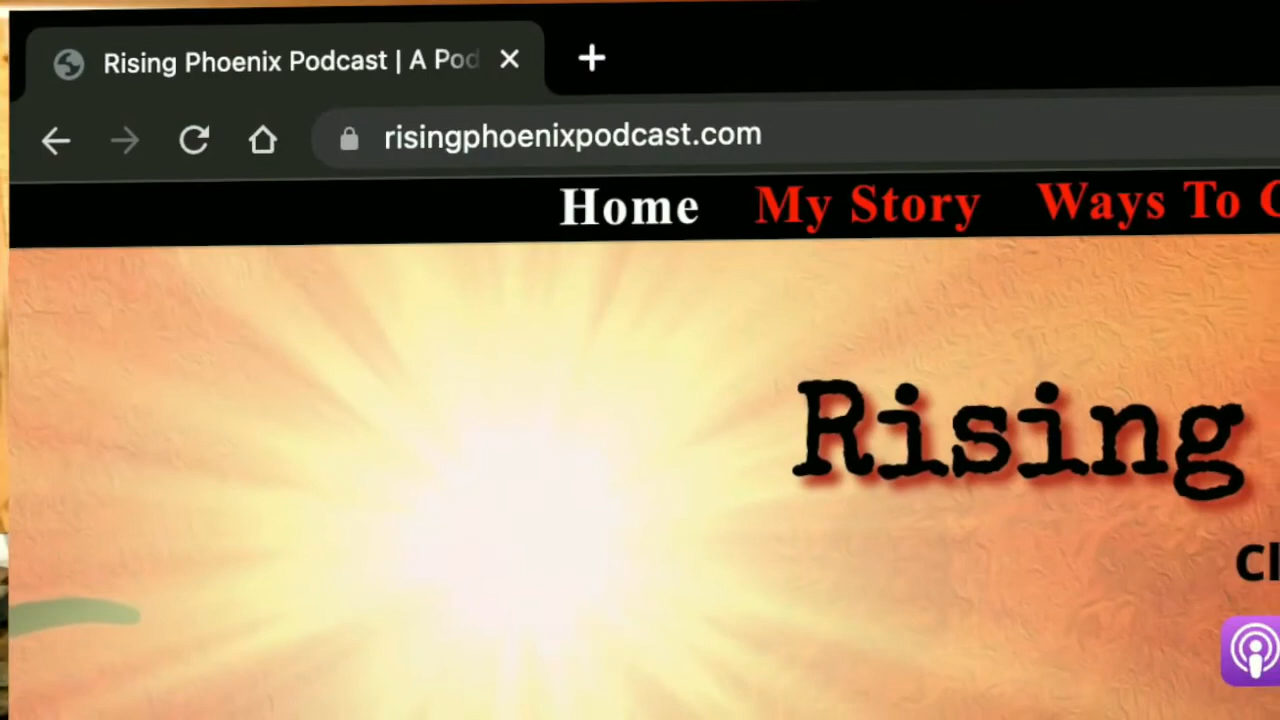 Rising Phoenix Podcast | A Pod
risingphoenixpodcast.com
Home My Story Ways To
Rising